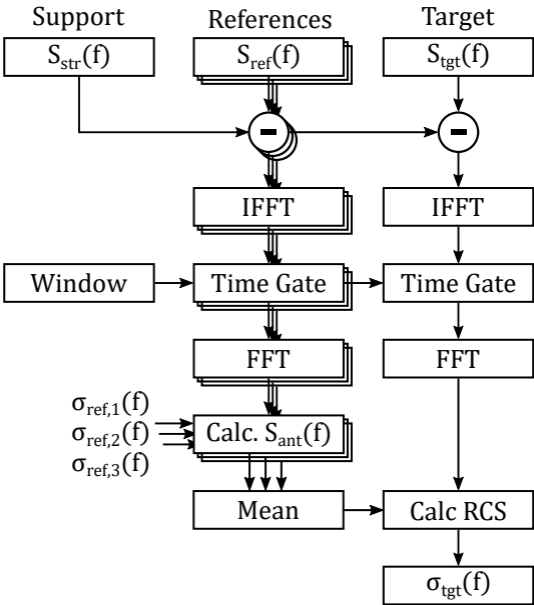 Support References Target
S_str(f) S_ref(f) S_tgt(f)
IFFT IFFT
Window Time Gate Time Gate
FFT FFT
σ_ref,1(f)
σ_ref,2(f) Calc. S_ant(f)
σ_ref,3(f)
Mean Calc RCS
σ_tgt(f)